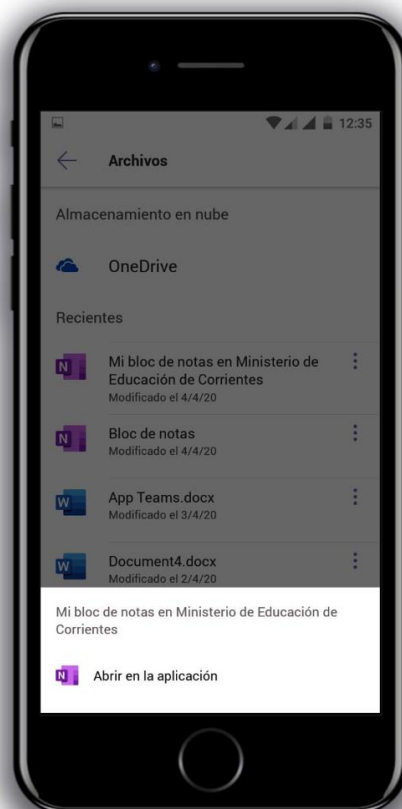 12:35
Archivos
Almacenamiento en nube
OneDrive
Recientes
N
Mi bloc de notas en Ministerio de
Educación de Corrientes
Modificado el 4/4/20
N
Bloc de notas
Modificado el 4/4/20
W
App Teams.docx
Modificado el 3/4/20
W
Document4.docx
Modificado el 2/4/20
Mi bloc de notas en Ministerio de Educación de
Corrientes
N
Abrir en la aplicación